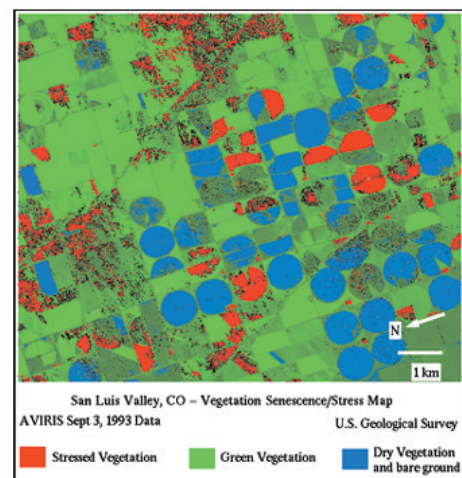 N
1 km
San Luis Valley, CO – Vegetation Senescence/Stress Map
AVIRIS Sept 3, 1993 Data
U.S. Geological Survey
Stressed Vegetation
Green Vegetation
Dry Vegetation
and bare ground